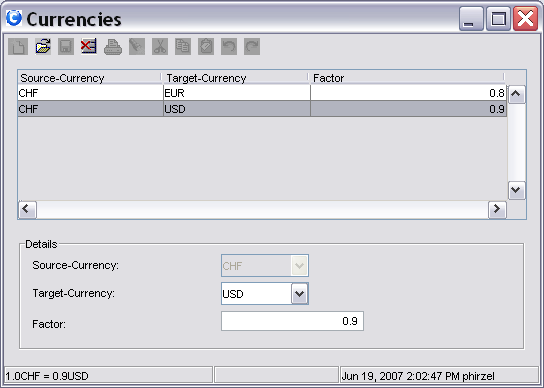 Currencies
Source-Currency Target-Currency Factor
CHF EUR 0.8
CHF USD 0.9
Details
Source-Currency: CHF
Target-Currency: USD
Factor: 0.9
1.0CHF = 0.9USD Jun 19, 2007 2:02:47 PM phirzel